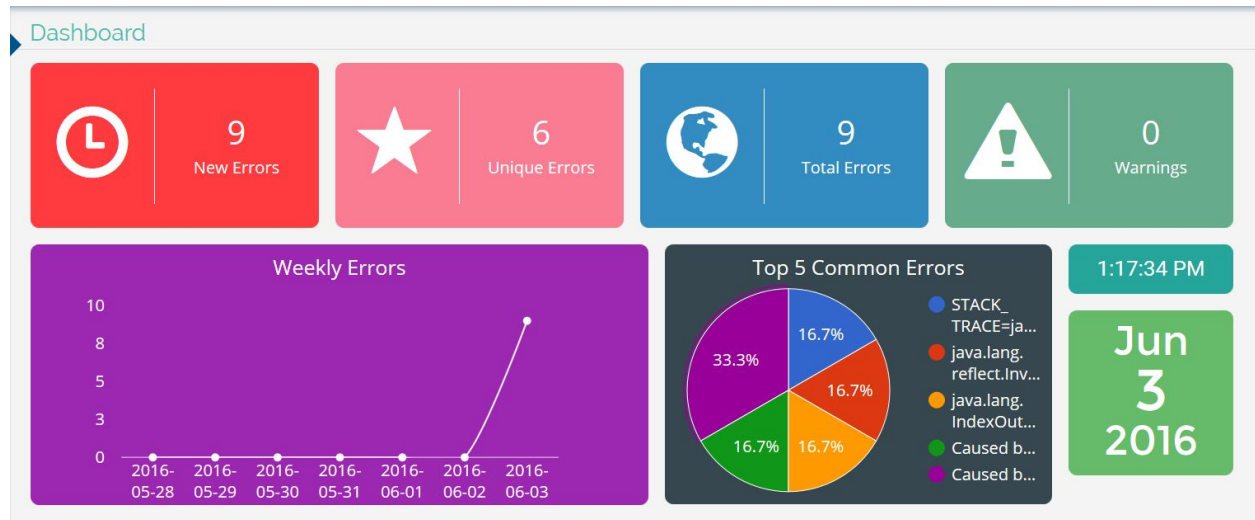 Dashboard
9
New Errors
6
Unique Errors
9
Total Errors
0
Warnings
Weekly Errors
10
8
5
3
0
2016-
05-28
2016-
05-29
2016-
05-30
2016-
05-31
2016-
06-01
2016-
06-02
2016-
06-03
Top 5 Common Errors
16.7%
16.7%
16.7%
16.7%
33.3%
STACK_
TRACE=ja...
java.lang.
reflect.Inv...
java.lang.
IndexOut...
Caused b...
Caused b...
1:17:34 PM
Jun
3
2016